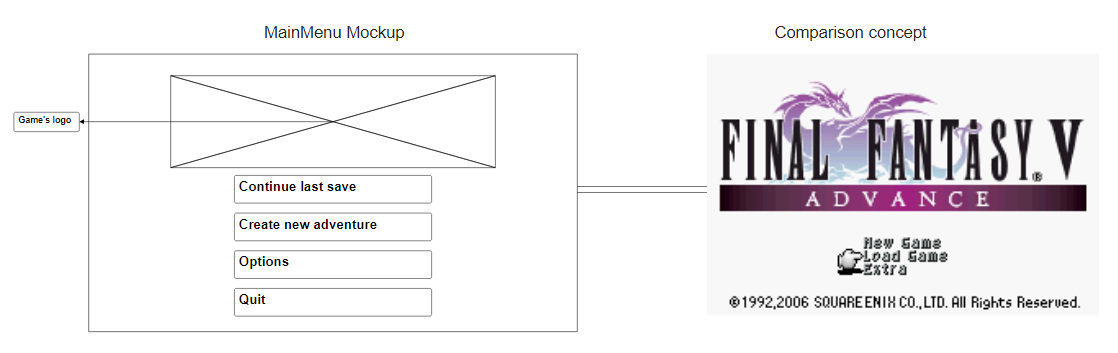 MainMenu Mockup
Comparison concept
Game's logo
Continue last save
Create new adventure
Options
Quit
FINAL FANTASY V
®
ADVANCE
New Game
Load Game
Extra
©1992,2006 SQUARE ENIX CO.,LTD. All Rights Reserved.